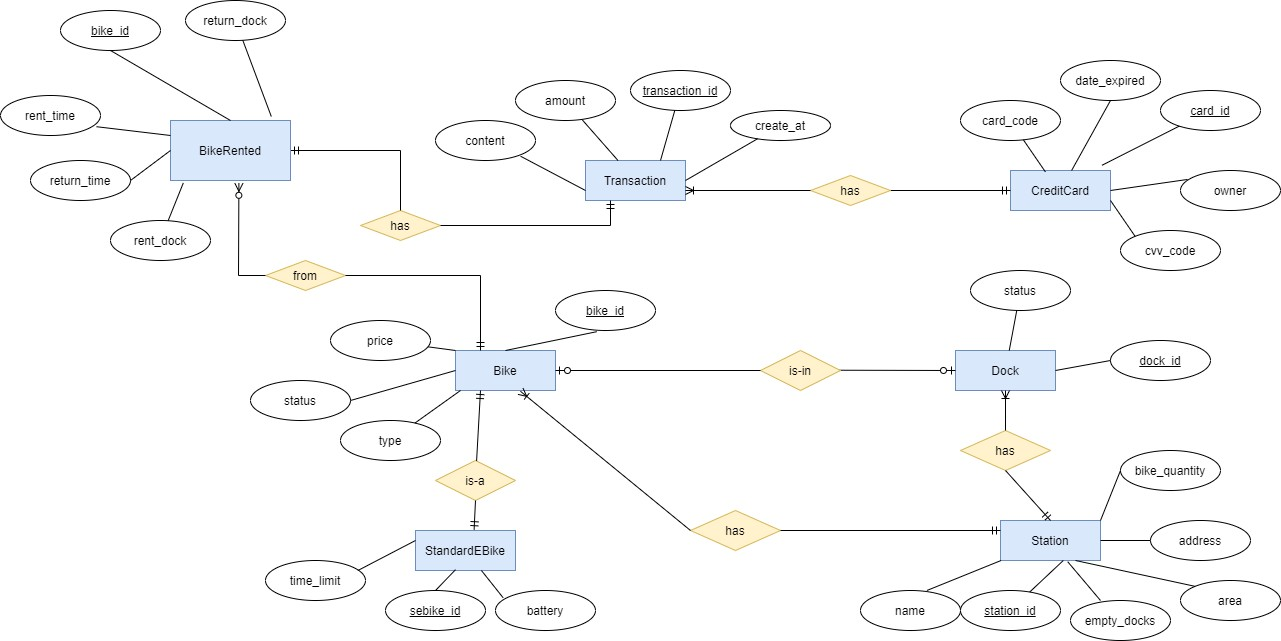 return_dock
bike_id
date_expired
transaction_id
amount
card_id
rent_time
card_code
create_at
content
BikeRented
return_time
Transaction
has
CreditCard
owner
has
rent_dock
cvv_code
from
status
bike_id
price
Bike
is-in
Dock
dock_id
status
type
has
bike_quantity
is-a
has
Station
address
StandardEBike
time_limit
sebike_id
battery
name
station_id
empty_docks
area